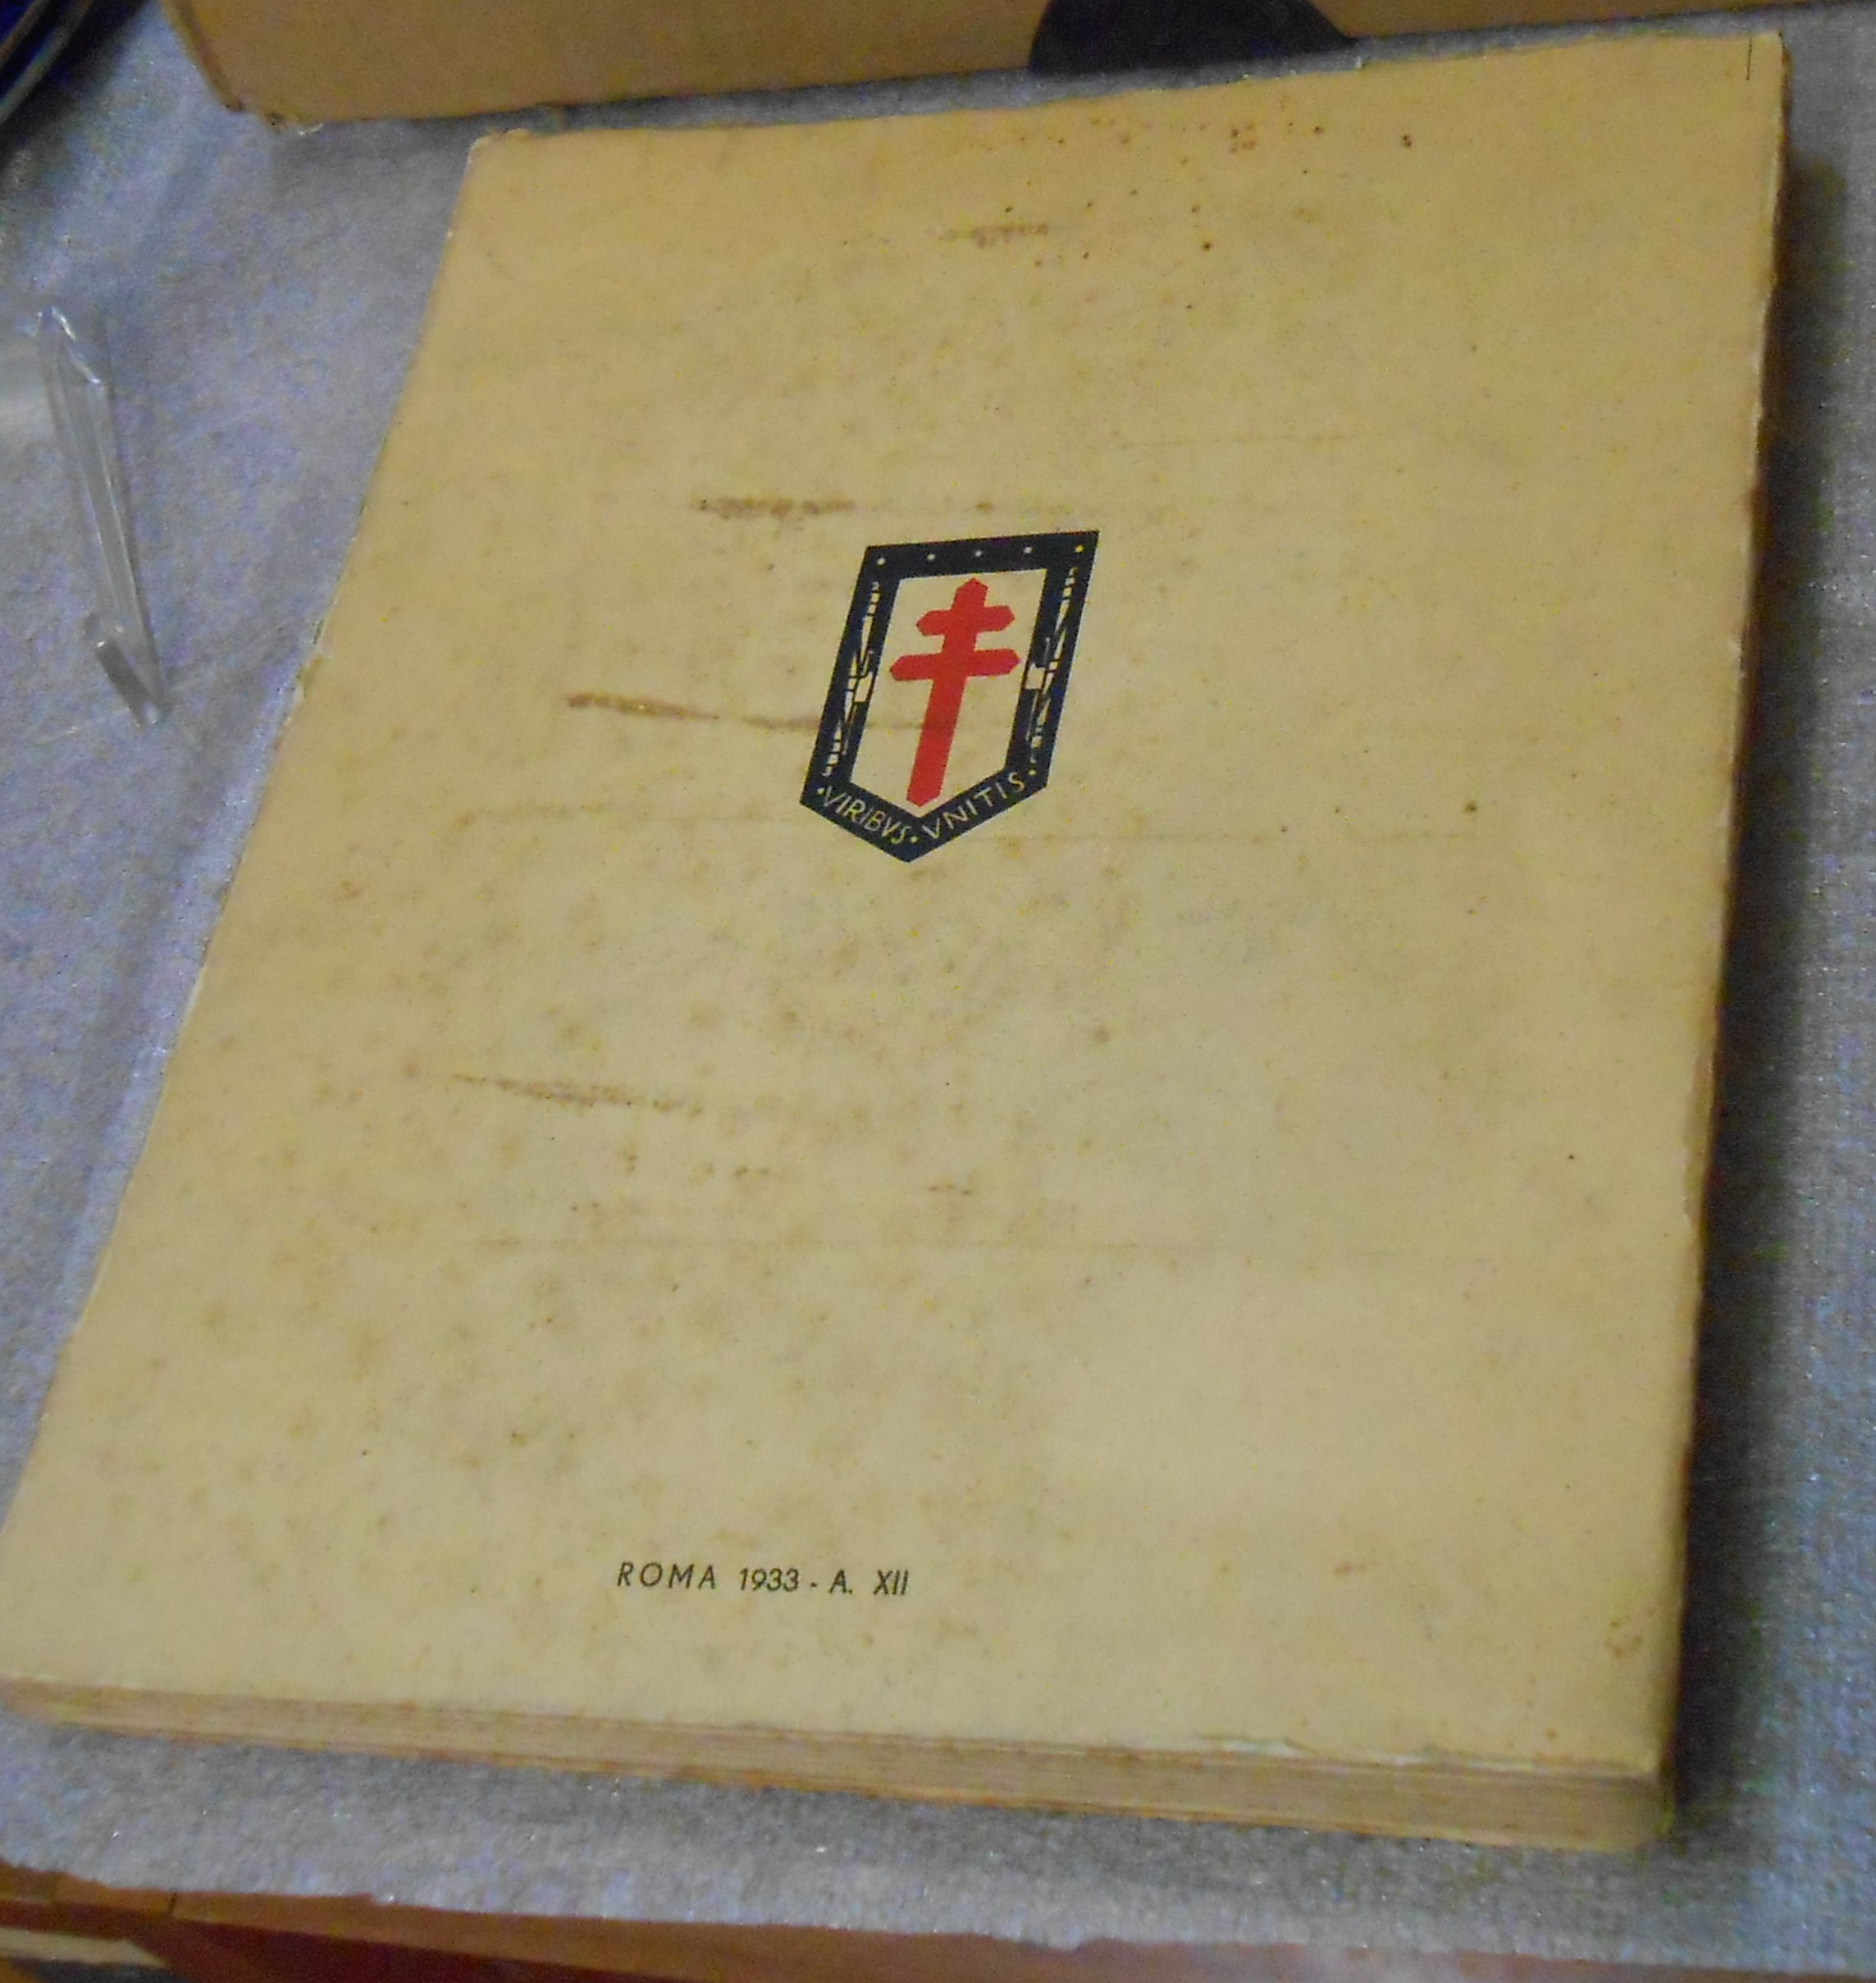 ·VIRIBVS·VNITIS·
ROMA 1933 - A. XII